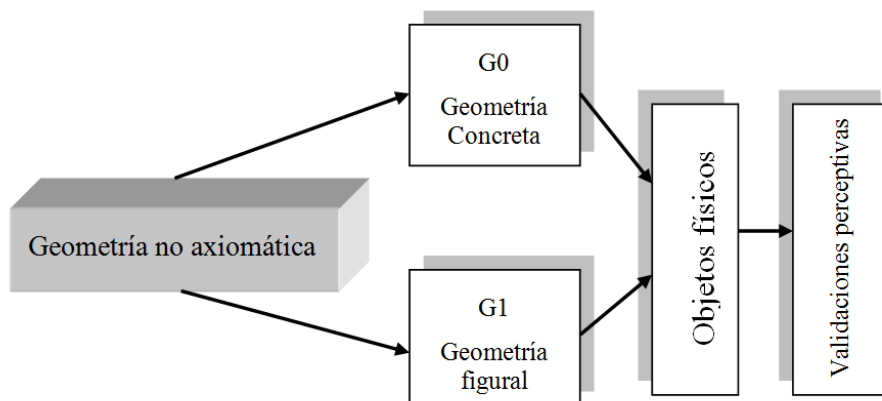 Geometría no axiomática
G0
Geometría
Concreta
G1
Geometría
figural
Objetos físicos
Validaciones perceptivas